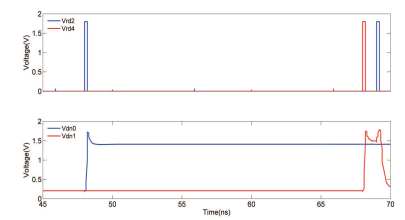 2
1.5
1
0.5
0
Voltage(V)
Vrd2
Vrd4
2
1.5
1
0.5
0
Voltage(V)
Vdn0
Vdn1
45 50 55 60 65 70
Time(ns)